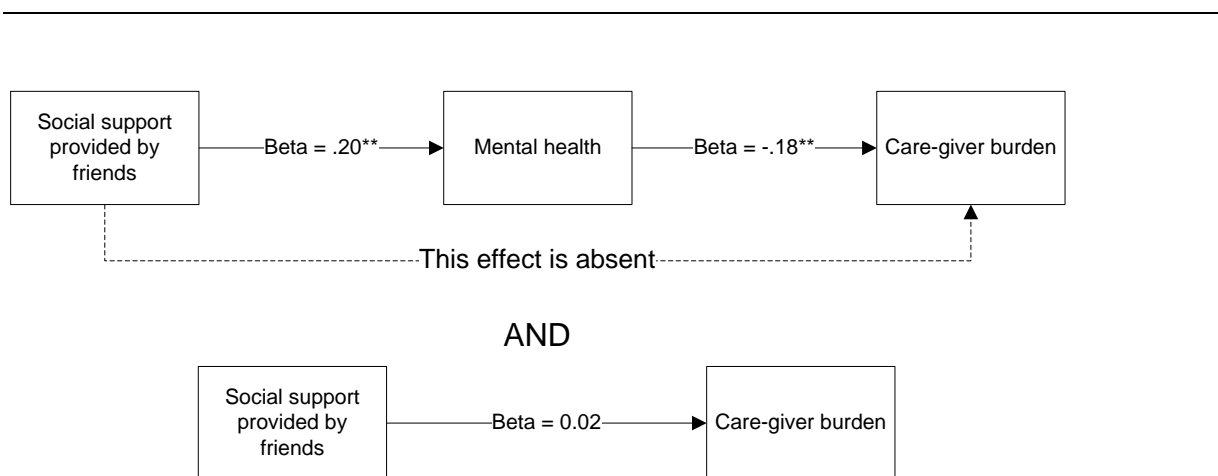 Social support
provided by
friends
Beta = .20**
Mental health
Beta = -.18**
Care-giver burden
This effect is absent
AND
Social support
provided by
friends
Beta = 0.02
Care-giver burden